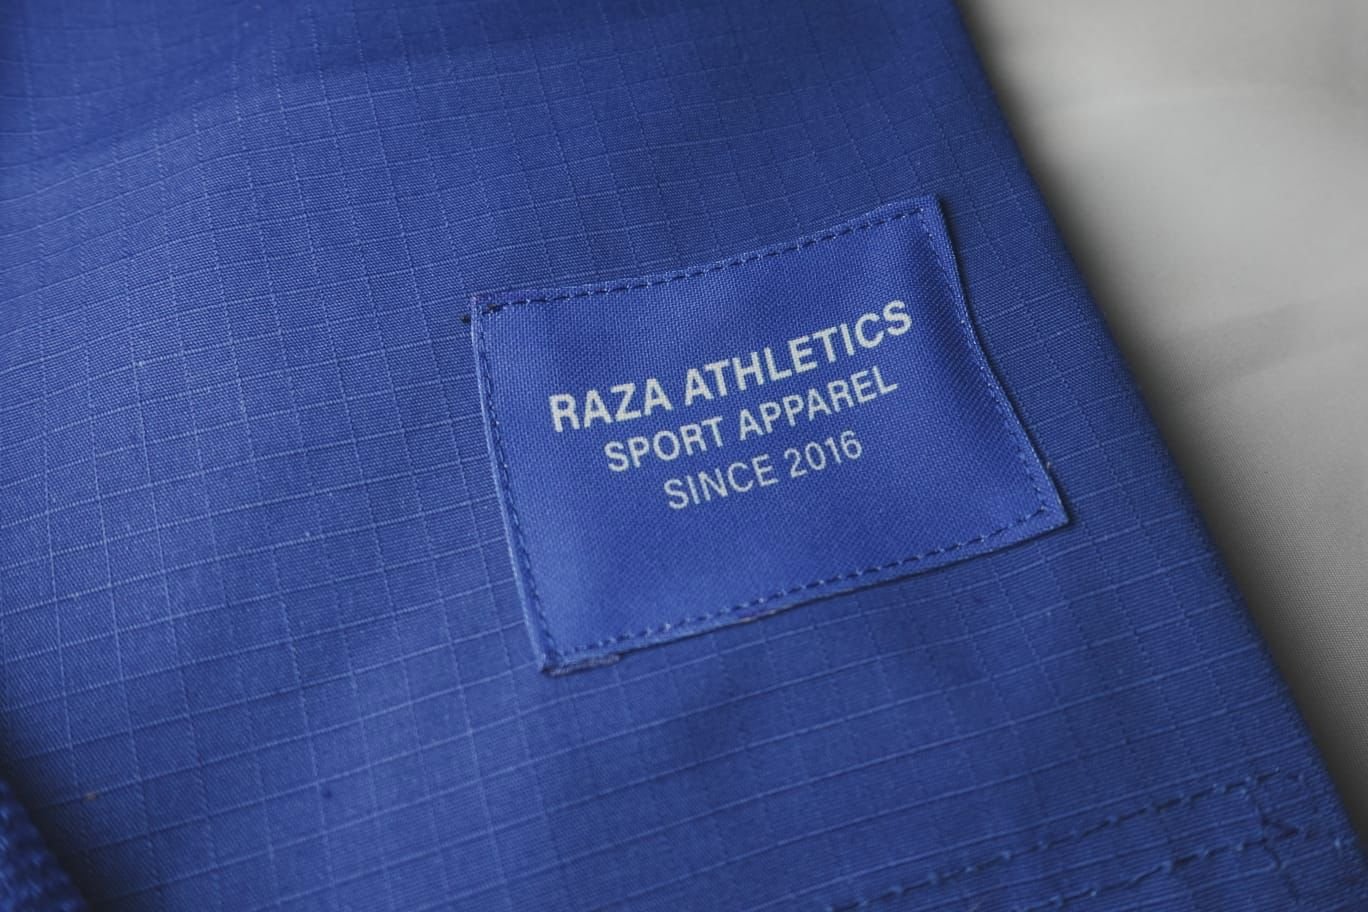 RAZA ATHLETICS
SPORT APPAREL
SINCE 2016